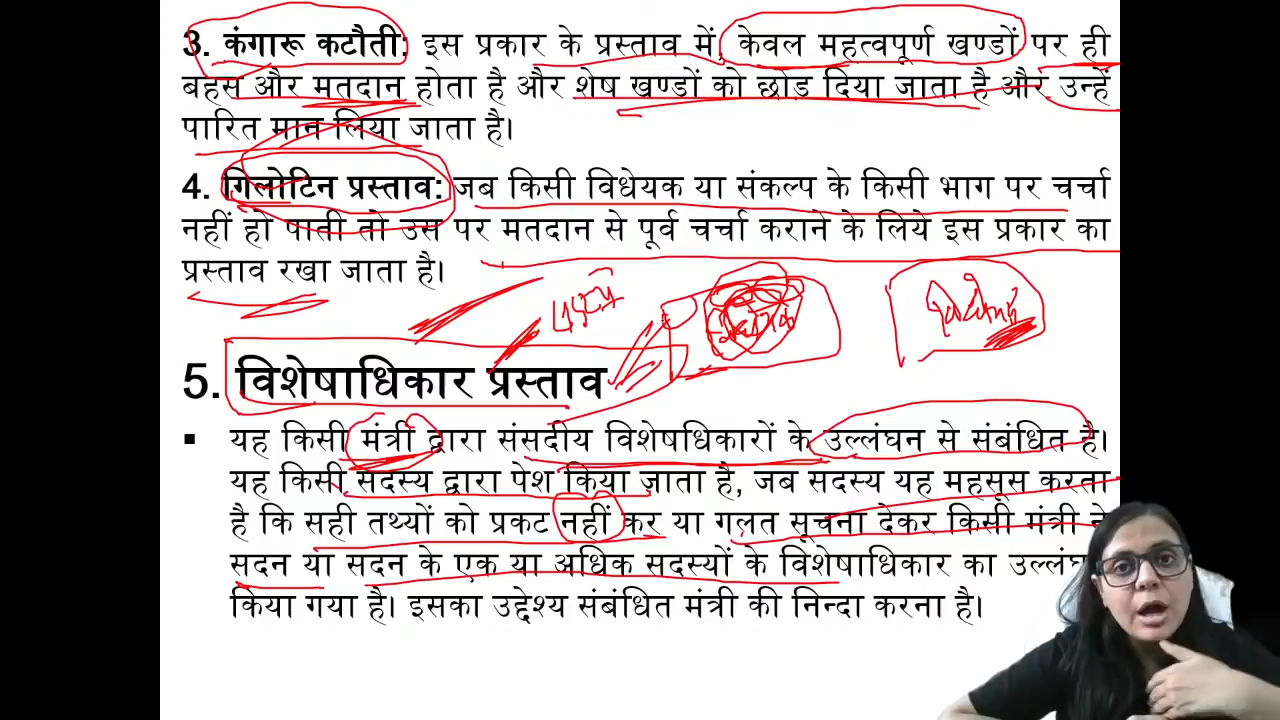 3. कंगारू कटौती: इस प्रकार के प्रस्ताव में केवल महत्वपूर्ण खण्डों पर ही
बहस और मतदान होता है और शेष खण्डों को छोड़ दिया जाता है और उन्हें
पारित मान लिया जाता है।
4. गिलोटिन प्रस्ताव: जब किसी विधेयक या संकल्प के किसी भाग पर चर्चा
नहीं हो पाती तो उस पर मतदान से पूर्व चर्चा कराने के लिये इस प्रकार का
प्रस्ताव रखा जाता है।
5. विशेषाधिकार प्रस्ताव
▪ यह किसी मंत्री द्वारा संसदीय विशेषधिकारों के उल्लंघन से संबंधित है।
यह किसी सदस्य द्वारा पेश किया जाता है, जब सदस्य यह महसूस करता
है कि सही तथ्यों को प्रकट नहीं कर या गलत सूचना देकर किसी मंत्री ने
सदन या सदन के एक या अधिक सदस्यों के विशेषाधिकार का
किया गया है। इसका उद्देश्य संबंधित मंत्री की निन्दा करना है।